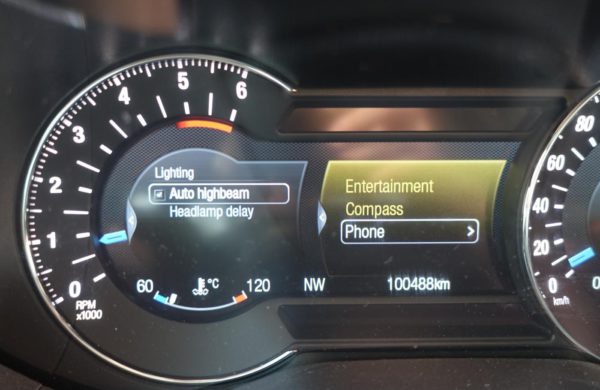 0
1
2
3
4
5
6
RPM
x1000
Lighting
Auto highbeam
Headlamp delay
60 °C 120
Entertainment
Compass
Phone >
NW 100488km
80
60
40
20
0
km/h
0